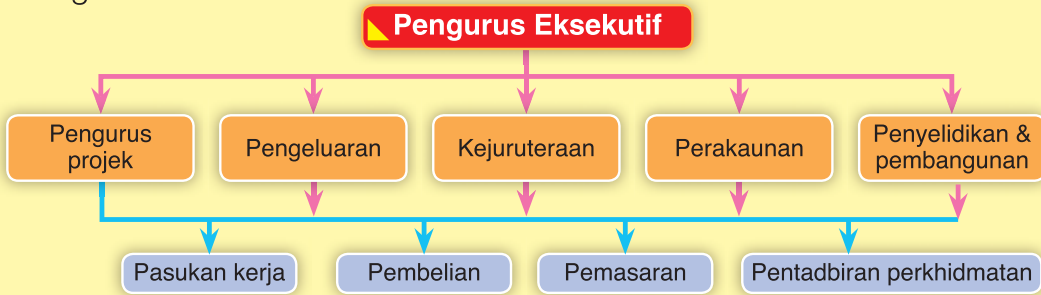 Pengurus Eksekutif
Pengurus
projek
Pengeluaran
Kejuruteraan
Perakaunan
Penyelidikan &
pembangunan
Pasukan kerja
Pembelian
Pemasaran
Pentadbiran perkhidmatan